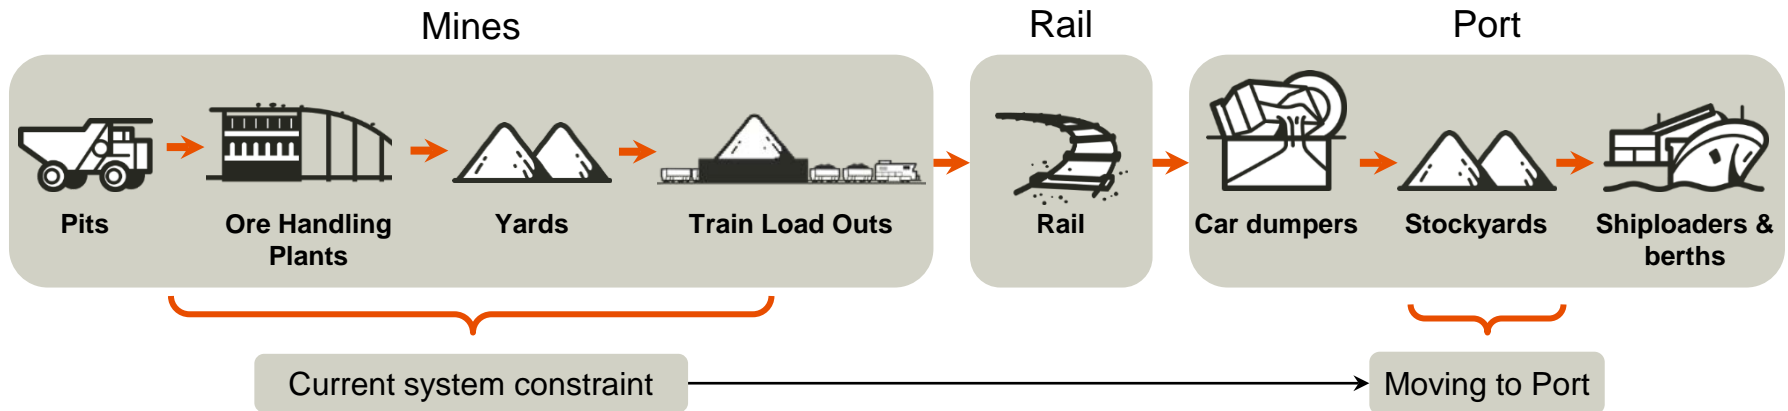 Mines
Rail
Port
Pits
Ore Handling
Plants
Yards
Train Load Outs
Rail
Car dumpers
Stockyards
Shiploaders &
berths
Current system constraint
Moving to Port